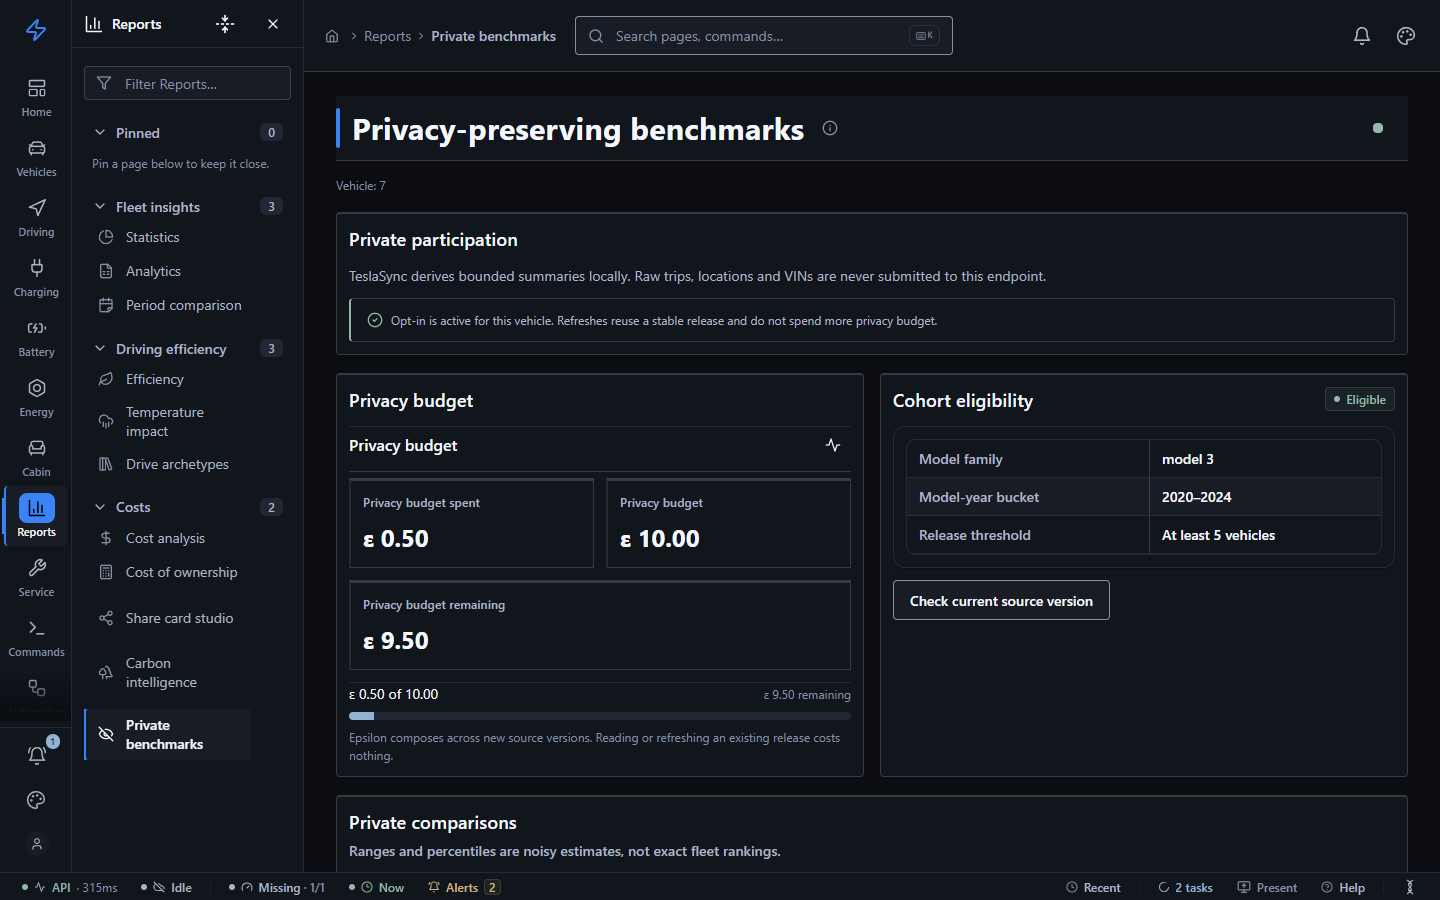 Reports
Filter Reports...
Home
Vehicles
Driving
Charging
Battery
Energy
Cabin
Reports
Service
Commands
1
Pinned
0
Pin a page below to keep it close.
Fleet insights
3
Statistics
Analytics
Period comparison
Driving efficiency
3
Efficiency
Temperature
impact
Drive archetypes
Costs
2
Cost analysis
Cost of ownership
Share card studio
Carbon
intelligence
Private
benchmarks
Reports
Private benchmarks
Search pages, commands...
K
Privacy-preserving benchmarks
Vehicle: 7
Private participation
TeslaSync derives bounded summaries locally. Raw trips, locations and VINs are never submitted to this endpoint.
Opt-in is active for this vehicle. Refreshes reuse a stable release and do not spend more privacy budget.
Privacy budget
Privacy budget
Privacy budget spent
ε 0.50
Privacy budget
ε 10.00
Privacy budget remaining
ε 9.50
ε 0.50 of 10.00
ε 9.50 remaining
Epsilon composes across new source versions. Reading or refreshing an existing release costs
nothing.
Cohort eligibility
Eligible
Model family
model 3
Model-year bucket
2020–2024
Release threshold
At least 5 vehicles
Check current source version
Private comparisons
Ranges and percentiles are noisy estimates, not exact fleet rankings.
API · 315ms
Idle
Missing · 1/1
Now
Alerts 2
Recent
2 tasks
Present
Help